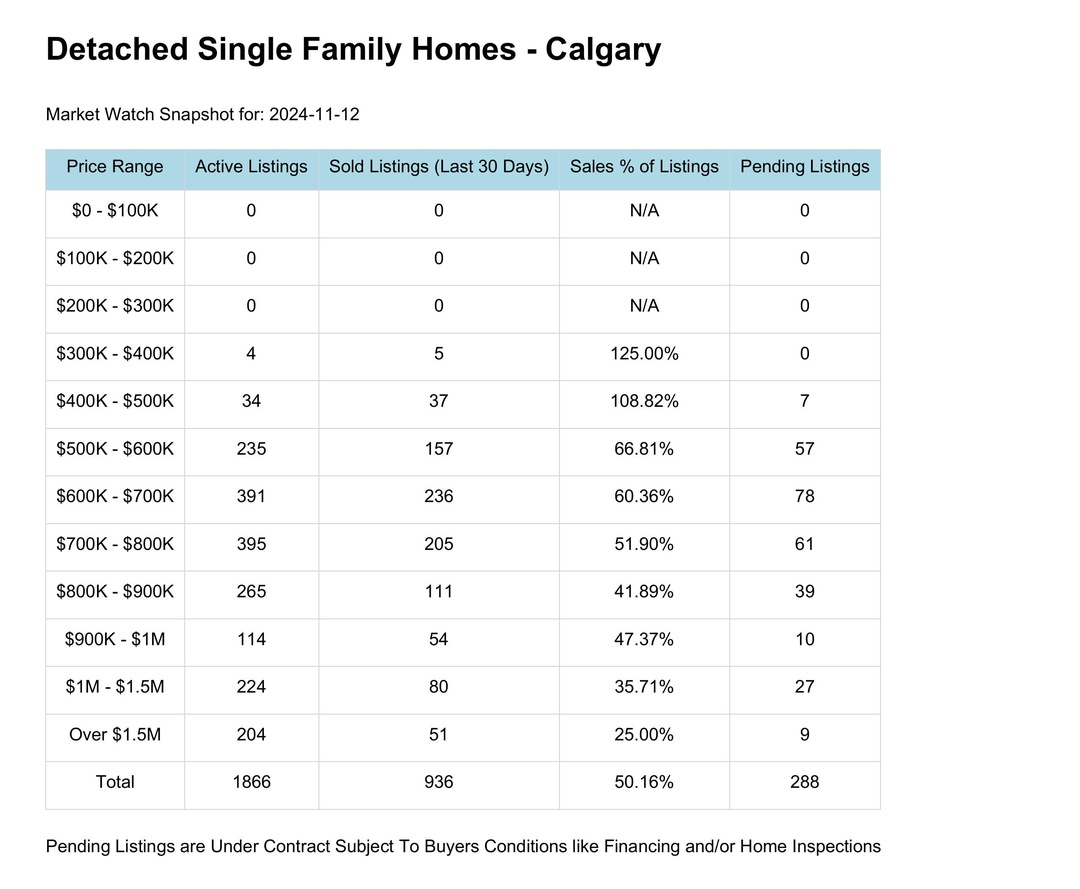 Detached Single Family Homes - Calgary
Market Watch Snapshot for: 2024-11-12
Price Range Active Listings Sold Listings (Last 30 Days) Sales % of Listings Pending Listings
$0 - $100K 0 0 N/A 0
$100K - $200K 0 0 N/A 0
$200K - $300K 0 0 N/A 0
$300K - $400K 4 5 125.00% 0
$400K - $500K 34 37 108.82% 7
$500K - $600K 235 157 66.81% 57
$600K - $700K 391 236 60.36% 78
$700K - $800K 395 205 51.90% 61
$800K - $900K 265 111 41.89% 39
$900K - $1M 114 54 47.37% 10
$1M - $1.5M 224 80 35.71% 27
Over $1.5M 204 51 25.00% 9
Total 1866 936 50.16% 288
Pending Listings are Under Contract Subject To Buyers Conditions like Financing and/or Home Inspections